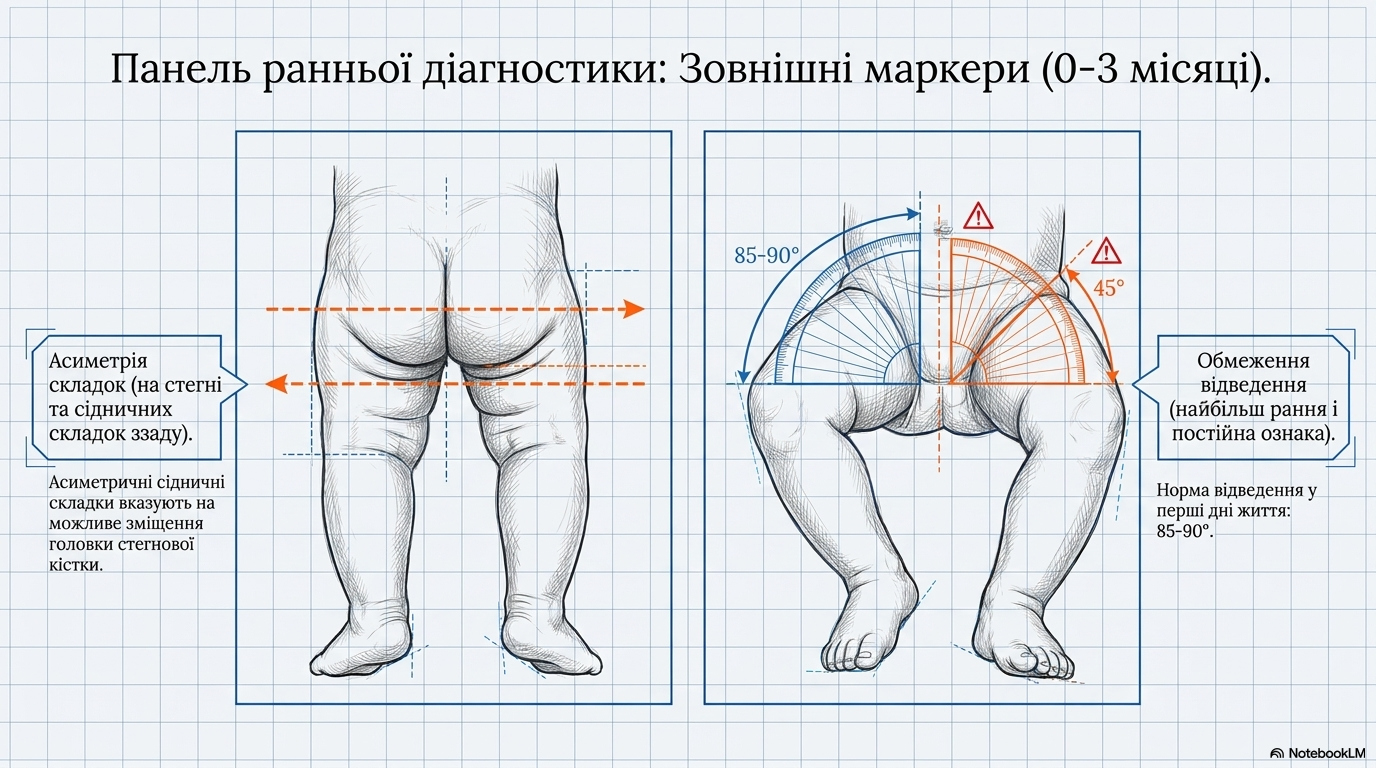 Панель ранньої діагностики: Зовнішні маркери (0-3 місяці).
Асиметрія
складок (на стегні
та сідничних
складок ззаду).
Асиметричні сідничні
складки вказують на
можливе зміщення
головки стегнової
кістки.
85-90°
45°
Обмеження
відведення
(найбільш рання і
постійна ознака).
Норма відведення у
перші дні життя:
85-90°.
NotebookLM